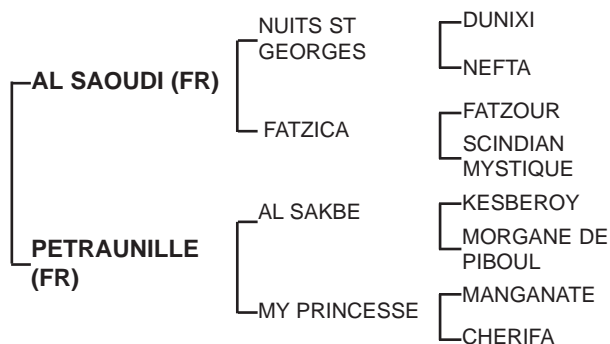 AL SAOUDI (FR)
NUITS ST
GEORGES
DUNIXI
NEFTA
FATZICA
FATZOUR
SCINDIAN
MYSTIQUE
PETRAUNILLE
(FR)
AL SAKBE
KESBEROY
MORGANE DE
PIBOUL
MY PRINCESSE
MANGANATE
CHERIFA